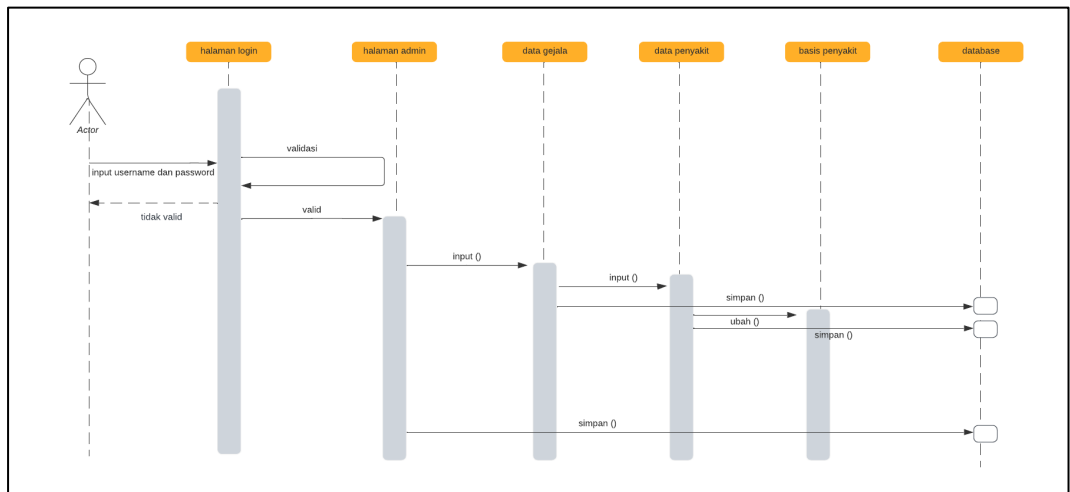 halaman login
halaman admin
data gejala
data penyakit
basis penyakit
database
Actor
validasi
input username dan password
tidak valid
valid
input ()
input ()
simpan ()
ubah ()
simpan ()
simpan ()